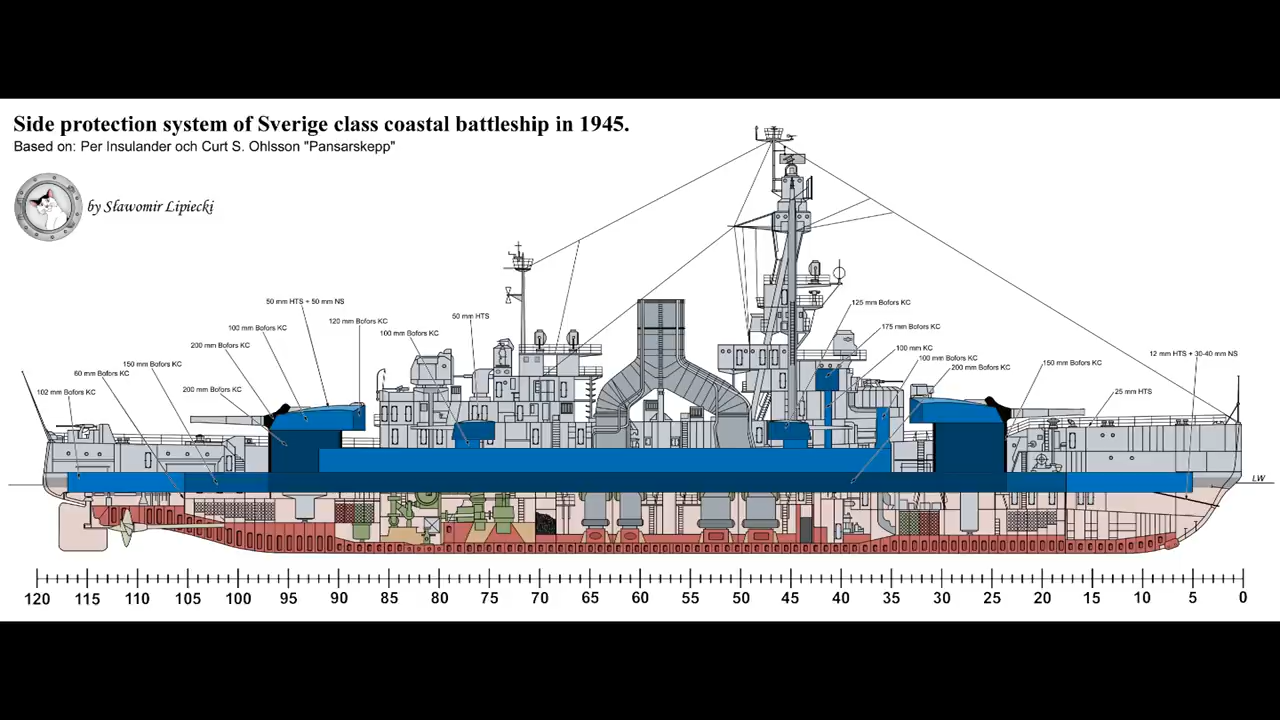 Side protection system of Sverige class coastal battleship in 1945.
Based on: Per Insulander och Curt S. Ohlsson "Pansarskepp"
by Sławomir Lipiecki
50 mm HTS + 50 mm NS
100 mm Bofors KC
120 mm Bofors KC
50 mm HTS
125 mm Bofors KC
200 mm Bofors KC
100 mm Bofors KC
175 mm Bofors KC
150 mm Bofors KC
100 mm KC
12 mm HTS + 30-40 mm NS
60 mm Bofors KC
100 mm Bofors KC
150 mm Bofors KC
102 mm Bofors KC
200 mm Bofors KC
200 mm Bofors KC
25 mm HTS
LW
120 115 110 105 100 95 90 85 80 75 70 65 60 55 50 45 40 35 30 25 20 15 10 5 0